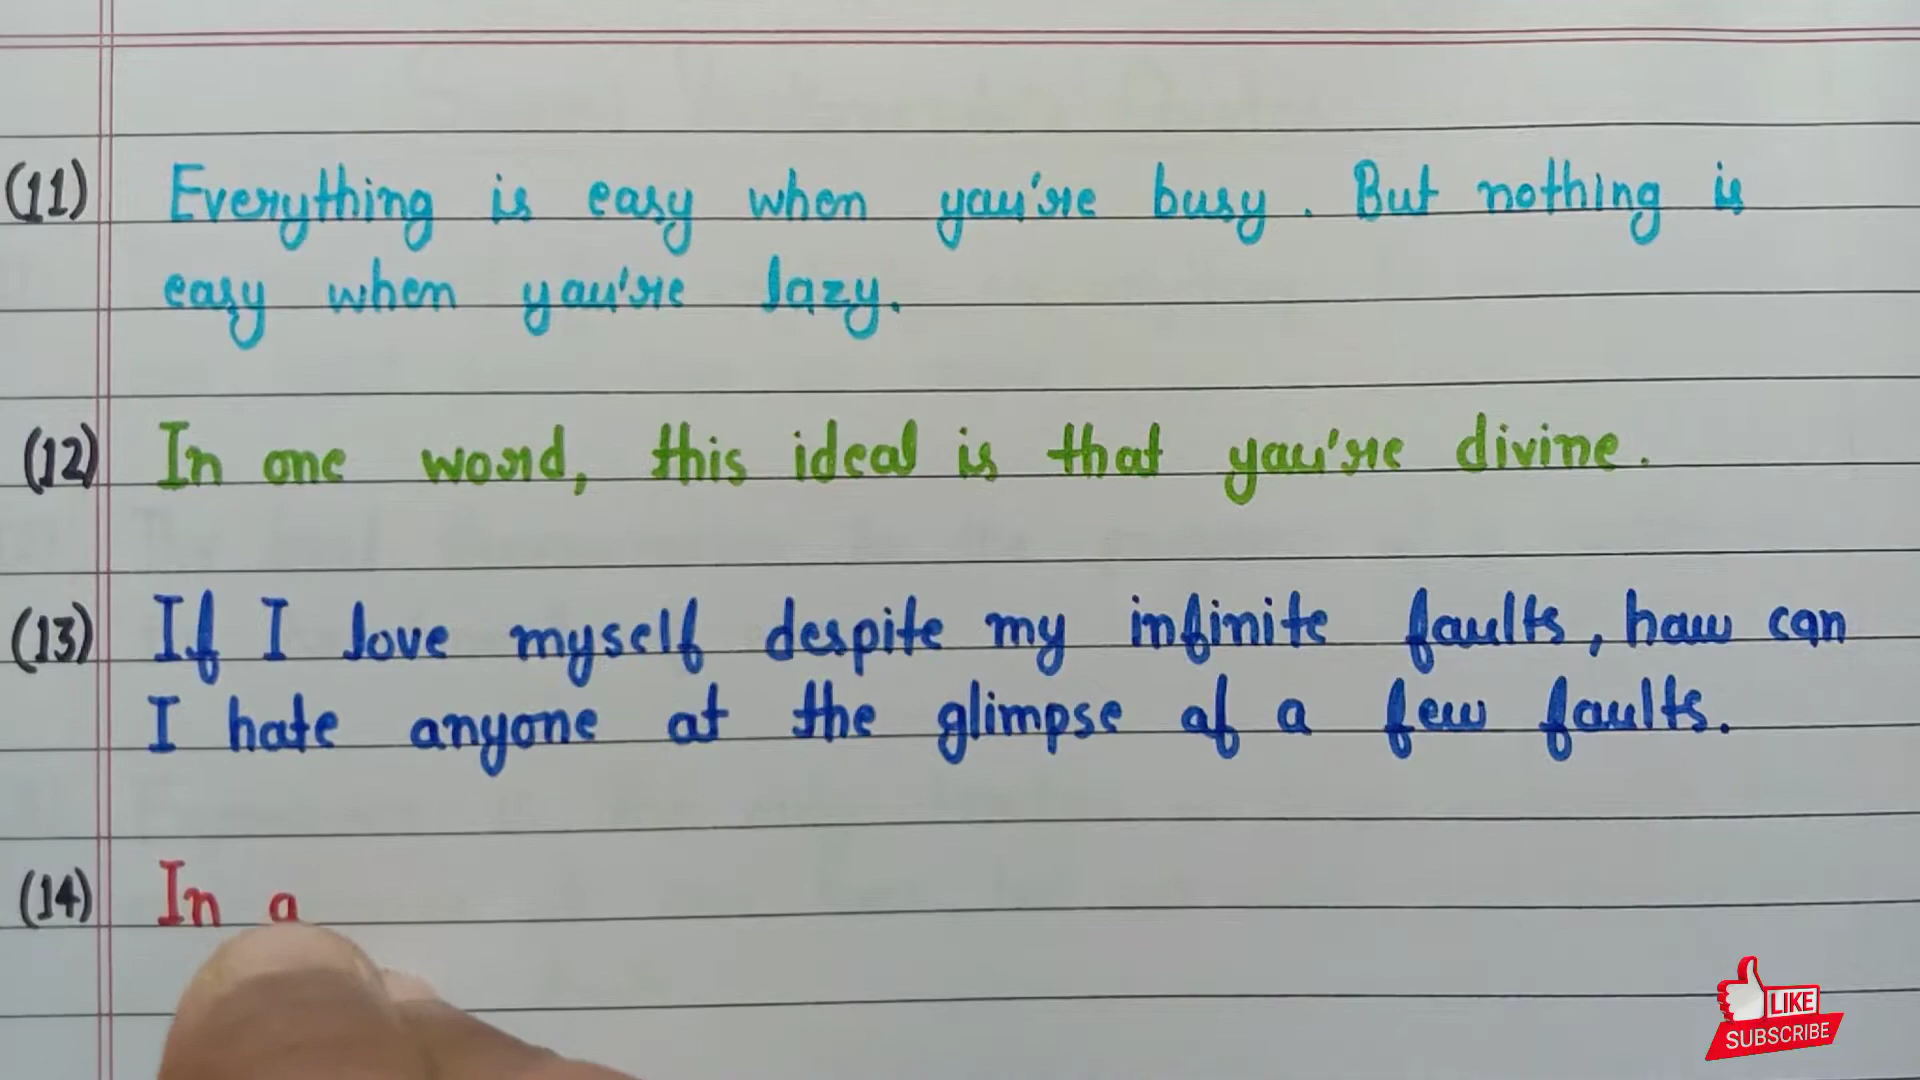 (11) Everything is easy when you're busy. But nothing is
easy when you're lazy.
(12) In one word, this ideal is that you're divine.
(13) If I love myself despite my infinite faults, how can
I hate anyone at the glimpse of a few faults.
(14) In a
LIKE
SUBSCRIBE